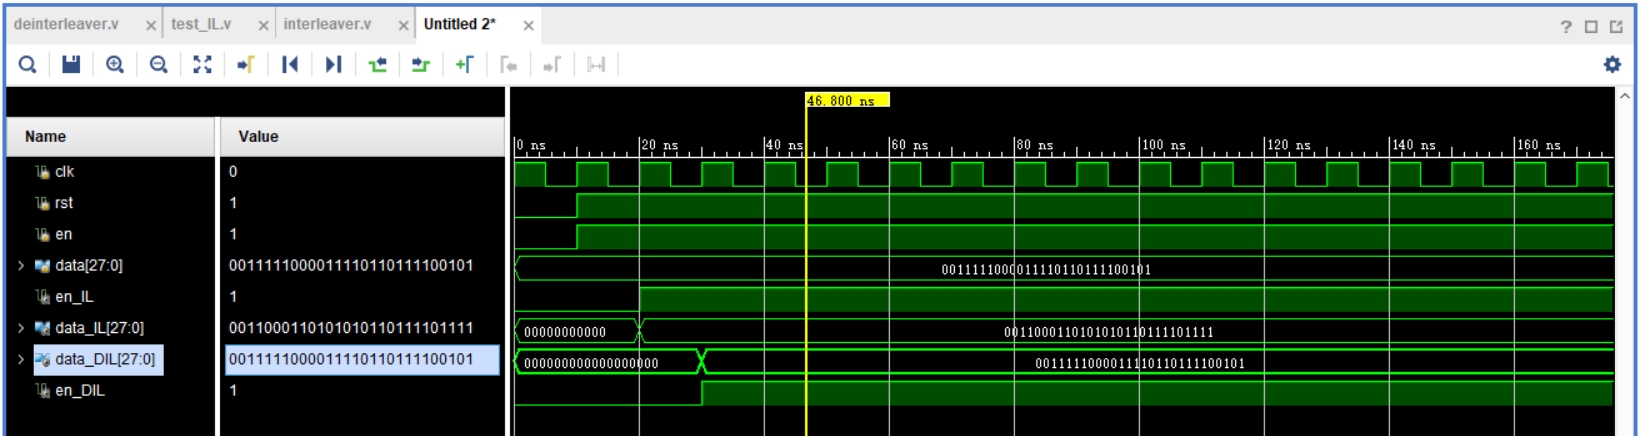 deinterleaver.v × test_IL.v × interleaver.v × Untitled 2* × ?
46.800 ns
Name Value 0 ns 20 ns 40 ns 60 ns 80 ns 100 ns 120 ns 140 ns 160 ns
clk 0
rst 1
en 1
data[27:0] 0011111000011110110111100101 0011111000011110110111100101
en_IL 1
data_IL[27:0] 0011000110101010110111101111 00000000000 0011000110101010110111101111
data_DIL[27:0] 0011111000011110110111100101 000000000000000000 0011111000011110110111100101
en_DIL 1